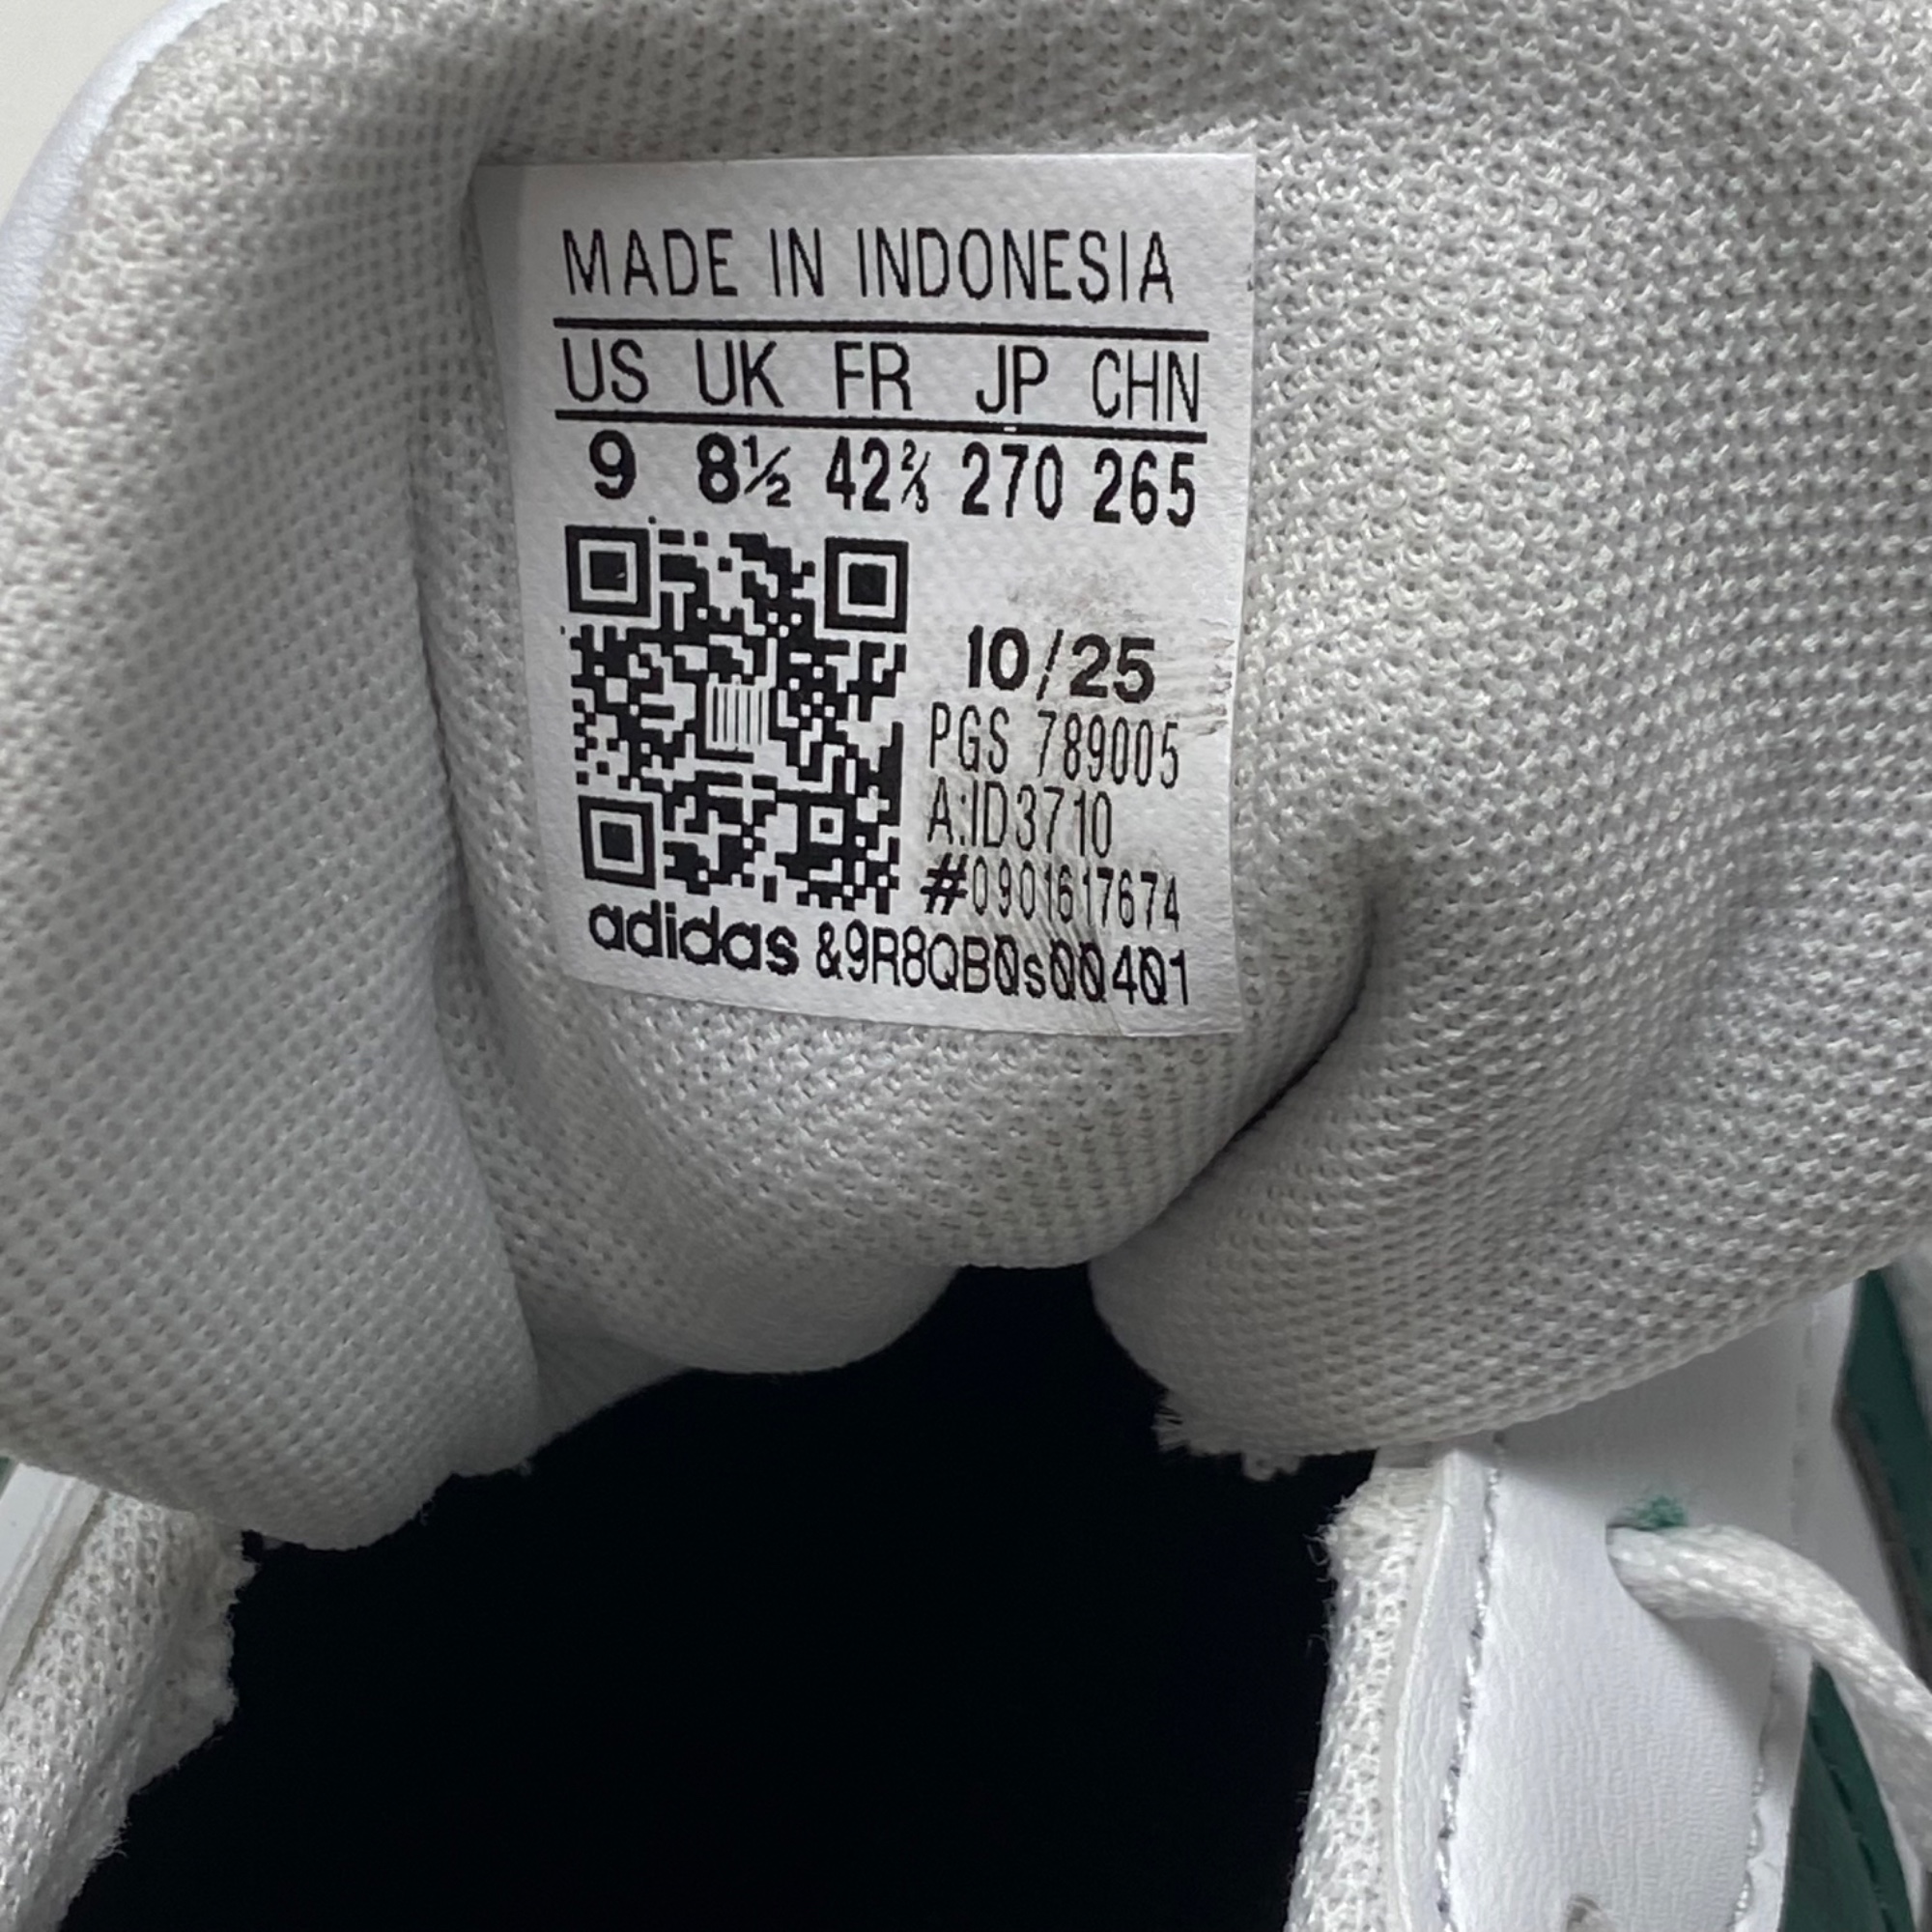 MADE IN INDONESIA
US UK FR JP CHN
9 8½ 42⅔ 270 265
10/25
PGS 789005
A:ID3710
#0901617674
adidas &9R8QB0s00401